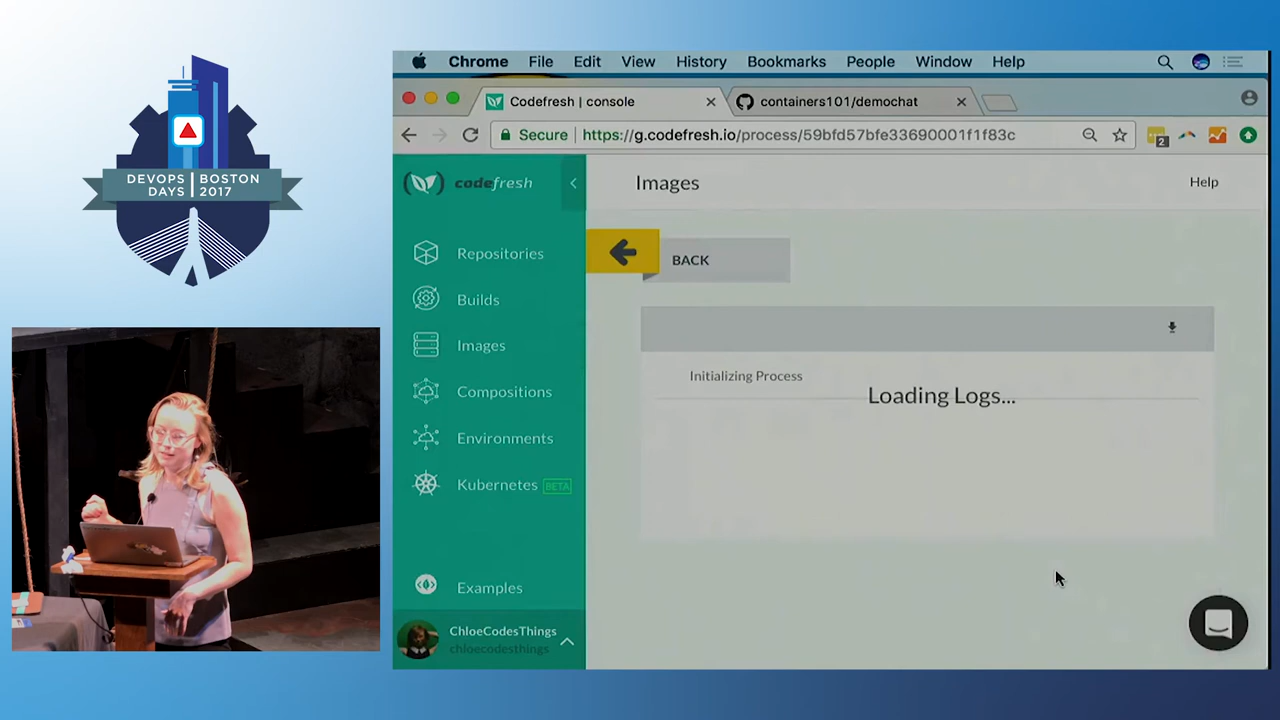 DEVOPS BOSTON
DAYS 2017
Chrome File Edit View History Bookmarks People Window Help
Codefresh | console
containers101/demochat
Secure https://g.codefresh.io/process/59bfd57bfe33690001f1f83c
2
codefresh
Images
Help
Repositories
BACK
Builds
Images
Initializing Process
Loading Logs...
Compositions
Environments
Kubernetes BETA
Examples
ChloeCodesThings
chloecodesthings